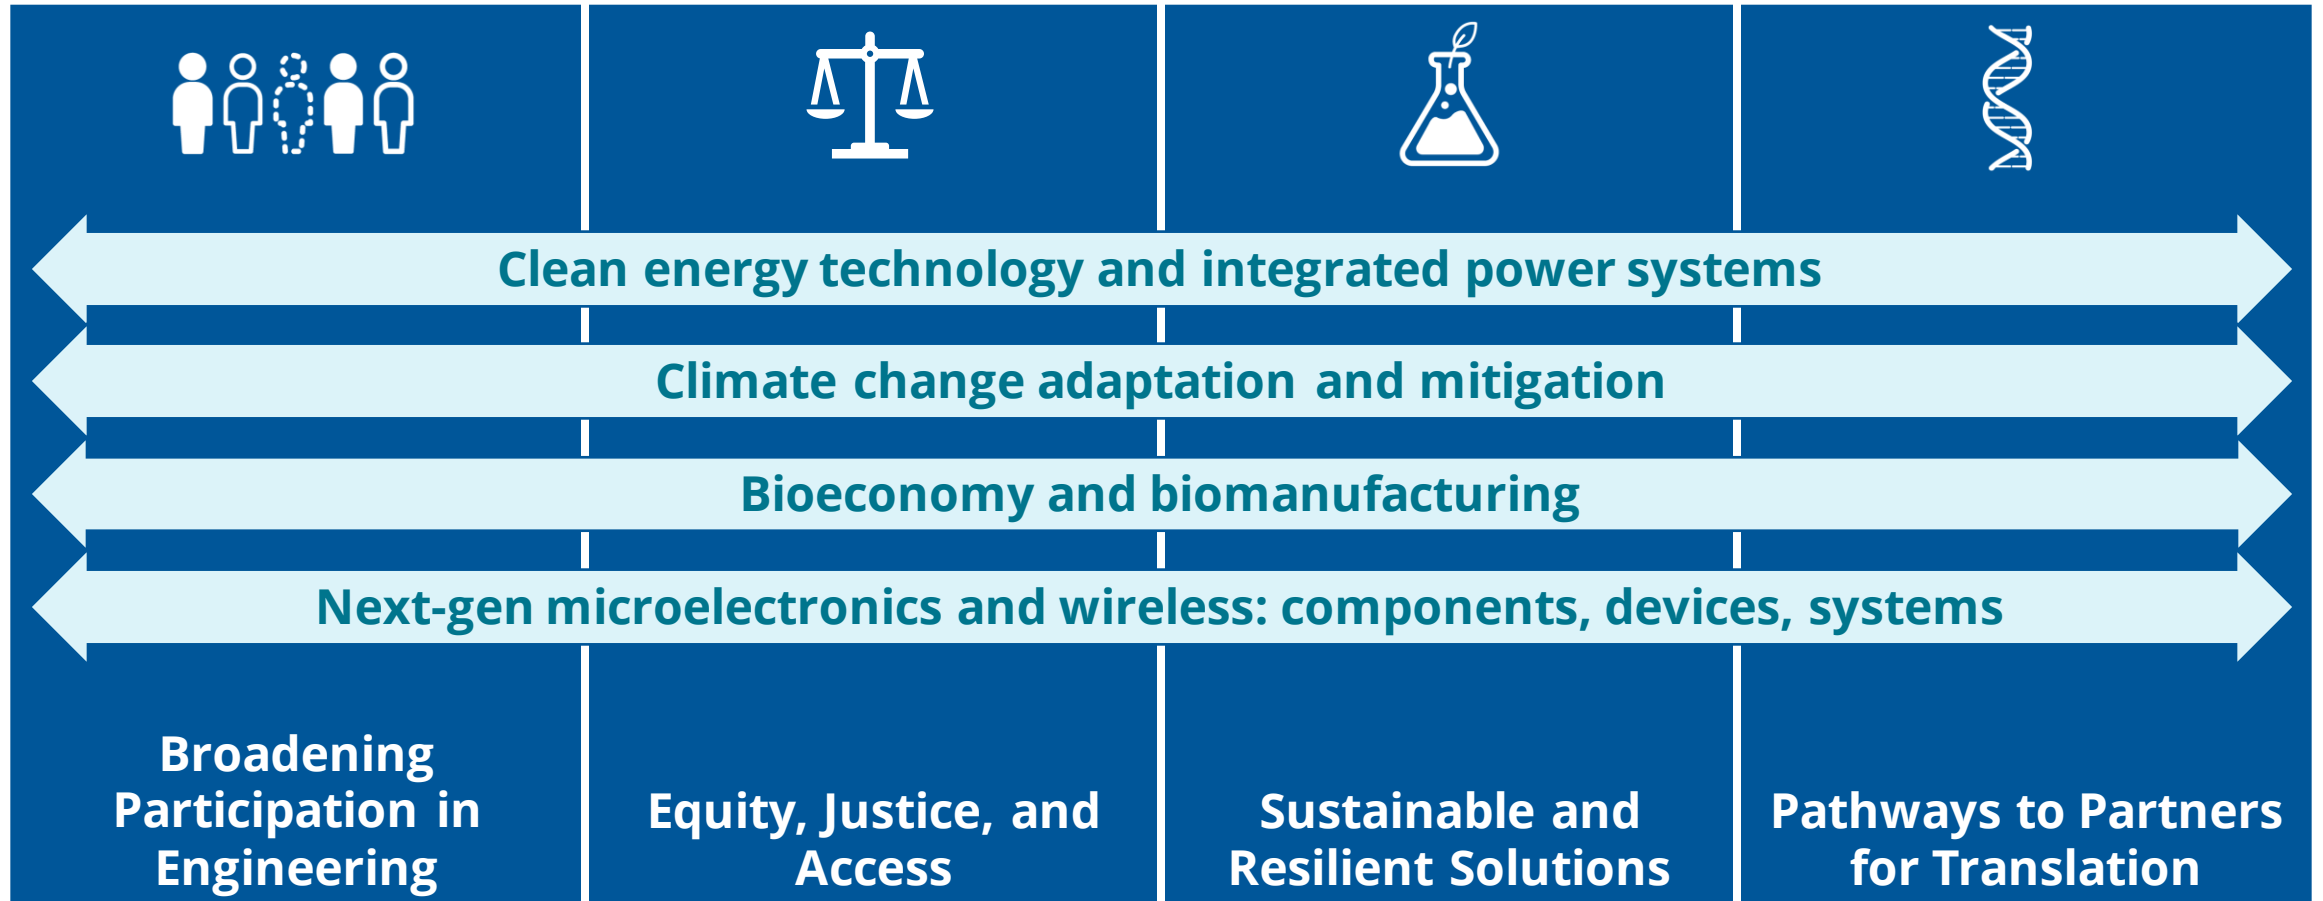 Clean energy technology and integrated power systems
Climate change adaptation and mitigation
Bioeconomy and biomanufacturing
Next-gen microelectronics and wireless: components, devices, systems
Broadening
Participation in
Engineering
Equity, Justice, and
Access
Sustainable and
Resilient Solutions
Pathways to Partners
for Translation